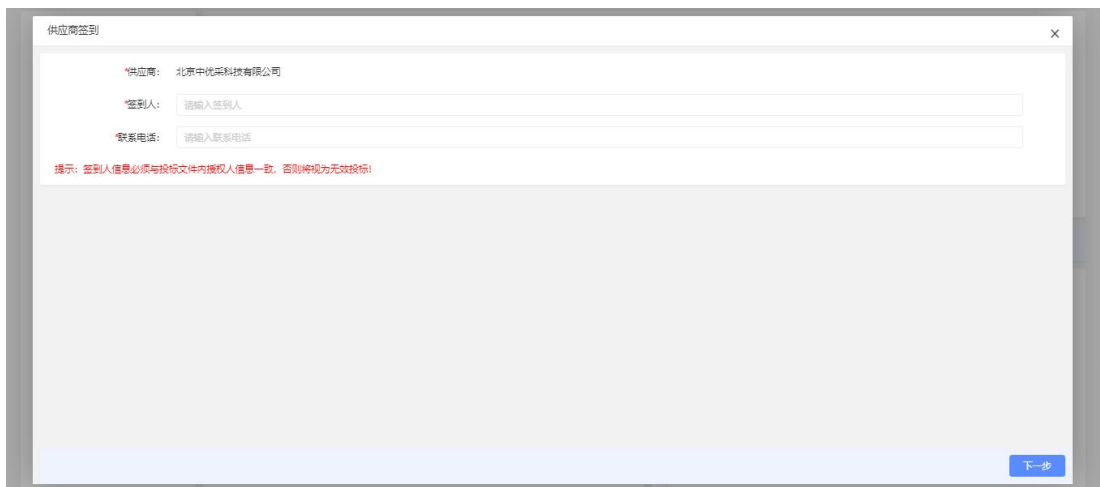 供应商签到
*供应商： 北京中优采科技有限公司
*签到人： 请输入签到人
*联系电话： 请输入联系电话
提示：签到人信息必须与投标文件内授权人信息一致，否则将视为无效投标！
下一步